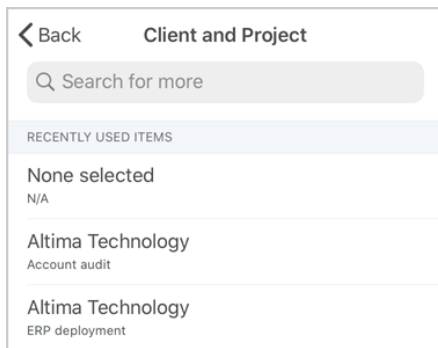 Back Client and Project
Search for more
RECENTLY USED ITEMS
None selected
N/A
Altima Technology
Account audit
Altima Technology
ERP deployment